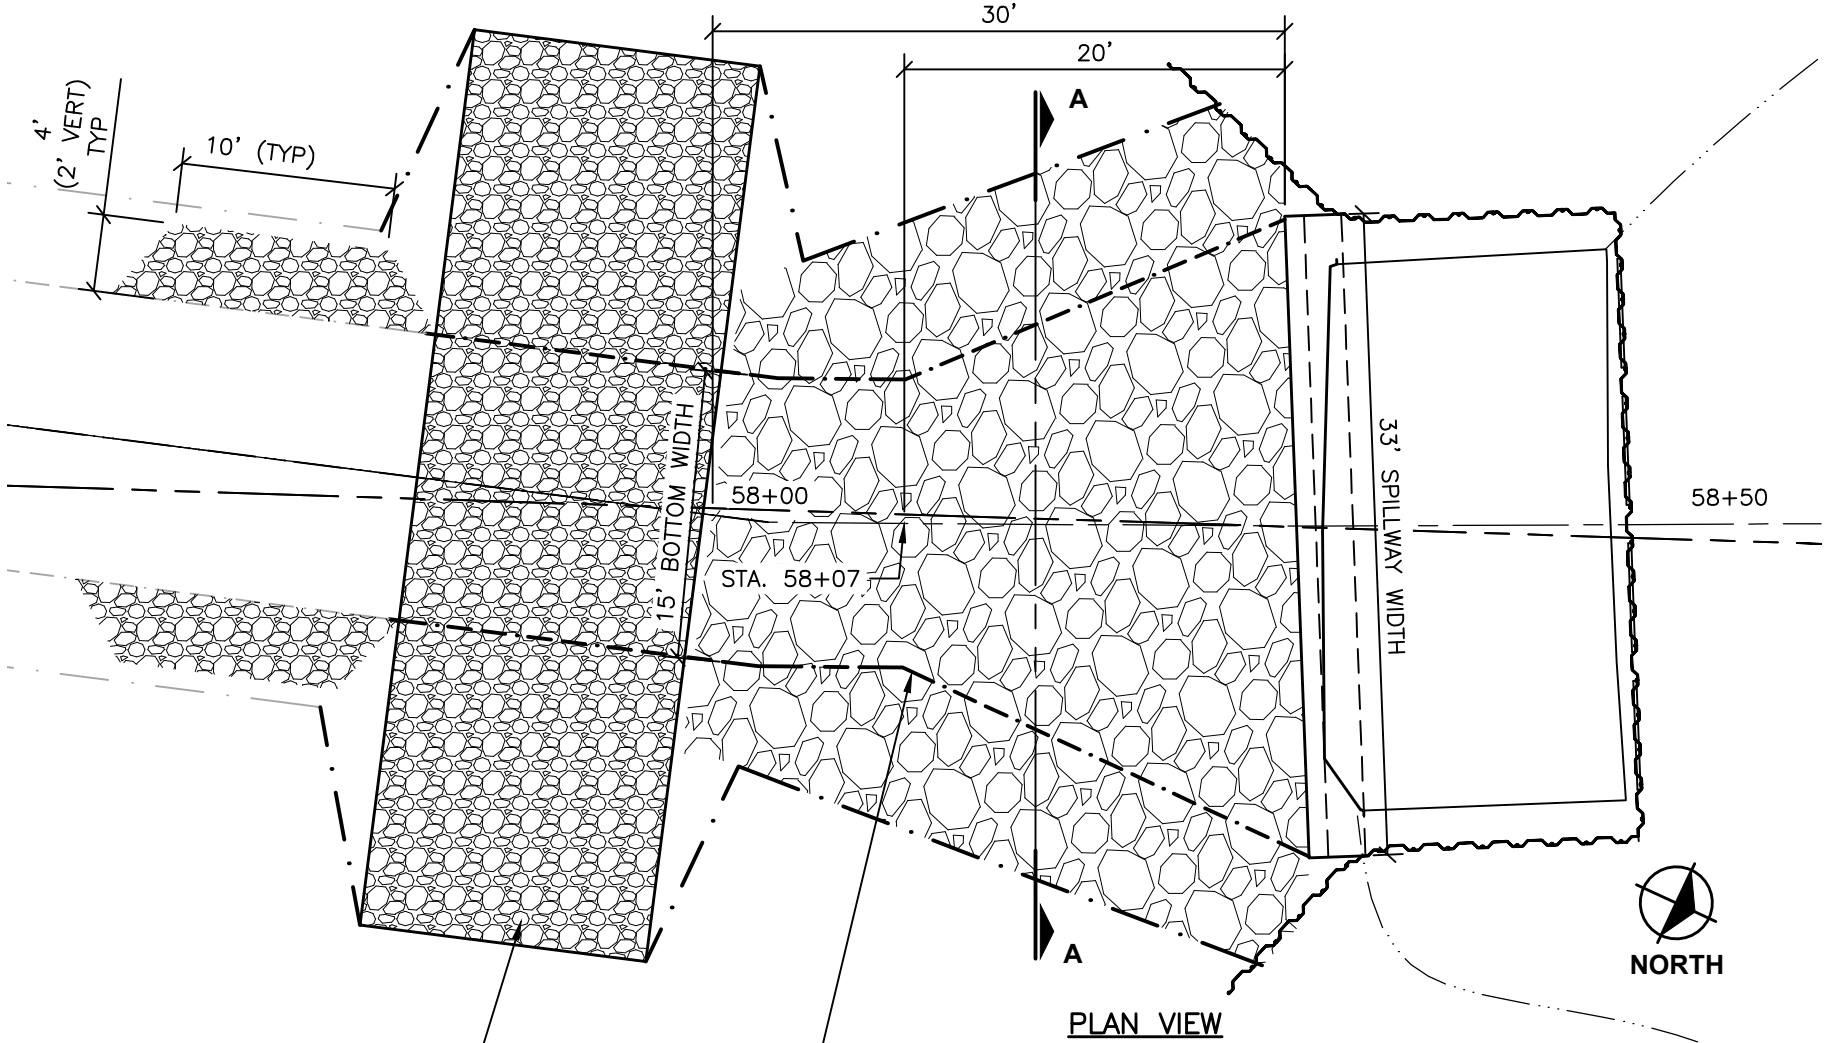 30'
20'
A
4'
(2' VERT)
TYP
10' (TYP)
15' BOTTOM WIDTH
58+00
STA. 58+07
33' SPILLWAY WIDTH
58+50
A
NORTH
PLAN VIEW